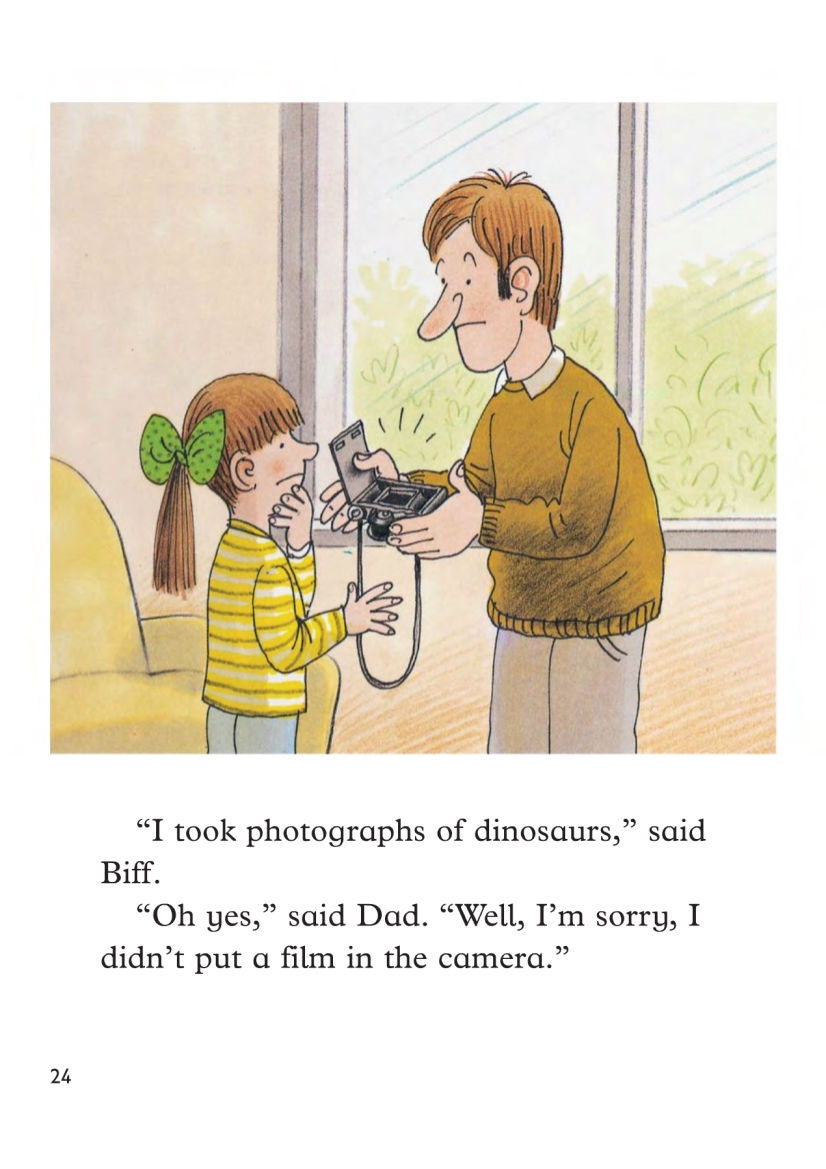 “I took photographs of dinosaurs,” said
Biff.
“Oh yes,” said Dad. “Well, I’m sorry, I
didn’t put a film in the camera.”
24